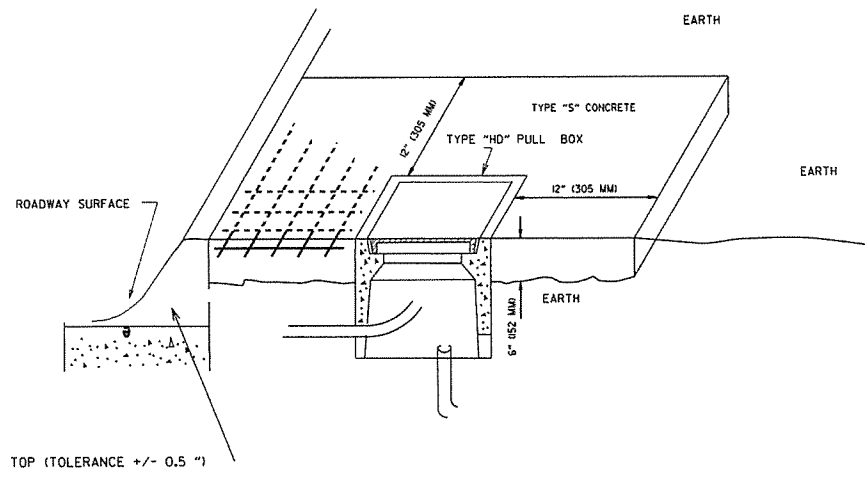 EARTH
TYPE "S" CONCRETE
12" (305 MM)
TYPE "HD" PULL BOX
EARTH
12" (305 MM)
ROADWAY SURFACE
EARTH
6" (152 MM)
TOP (TOLERANCE +/- 0.5 ")